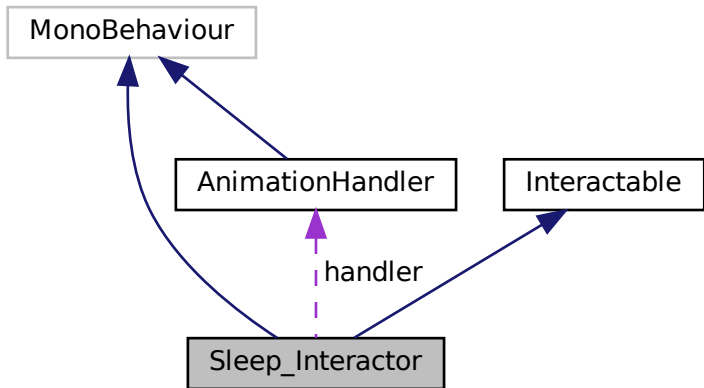 MonoBehaviour
AnimationHandler
Interactable
handler
Sleep_Interactor